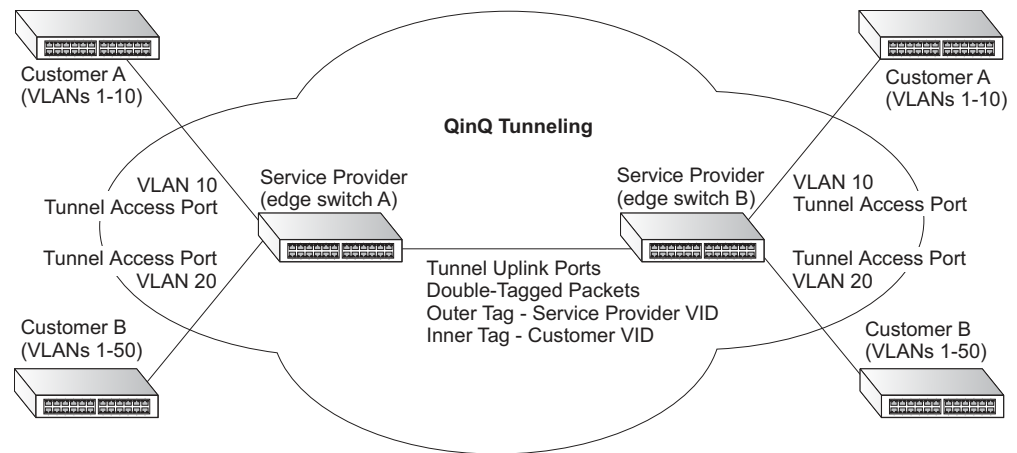 Customer A
(VLANs 1-10)
Customer A
(VLANs 1-10)
QinQ Tunneling
VLAN 10
Tunnel Access Port
Service Provider
(edge switch A)
Service Provider
(edge switch B)
VLAN 10
Tunnel Access Port
Tunnel Access Port
VLAN 20
Tunnel Uplink Ports
Double-Tagged Packets
Outer Tag - Service Provider VID
Inner Tag - Customer VID
Tunnel Access Port
VLAN 20
Customer B
(VLANs 1-50)
Customer B
(VLANs 1-50)